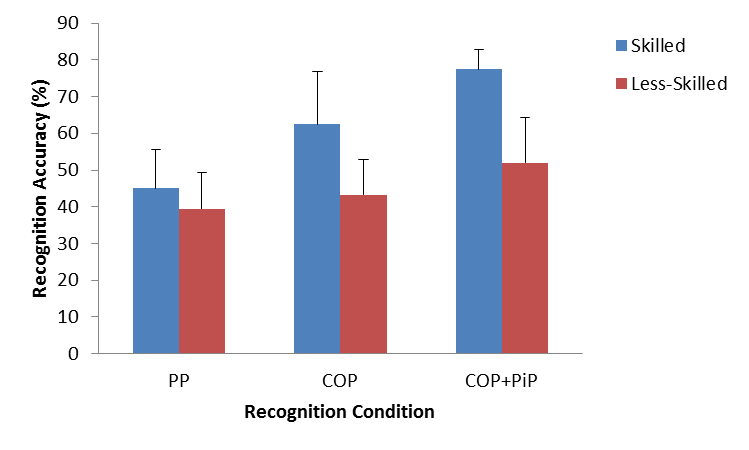 90
80
70
60
50
40
30
20
10
0
Recognition Accuracy (%)
PP
COP
COP+PiP
Recognition Condition
Skilled
Less-Skilled